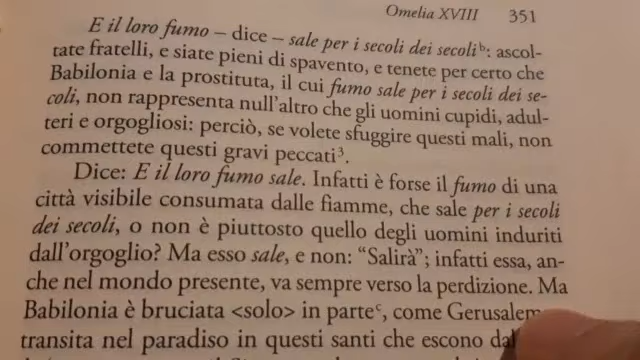 Omelia XVIII 351
E il loro fumo – dice – sale per i secoli dei secoliᵇ: ascol-
tate fratelli, e siate pieni di spavento, e tenete per certo che
Babilonia e la prostituta, il cui fumo sale per i secoli dei se-
coli, non rappresenta null'altro che gli uomini cupidi, adul-
teri e orgogliosi: perciò, se volete sfuggire questi mali, non
commettete questi gravi peccati³.
Dice: E il loro fumo sale. Infatti è forse il fumo di una
città visibile consumata dalle fiamme, che sale per i secoli
dei secoli, o non è piuttosto quello degli uomini induriti
dall'orgoglio? Ma esso sale, e non: "Salirà"; infatti essa, an-
che nel mondo presente, va sempre verso la perdizione. Ma
Babilonia è bruciata <solo> in parteᶜ, come
transita nel paradiso in questi santi che escono